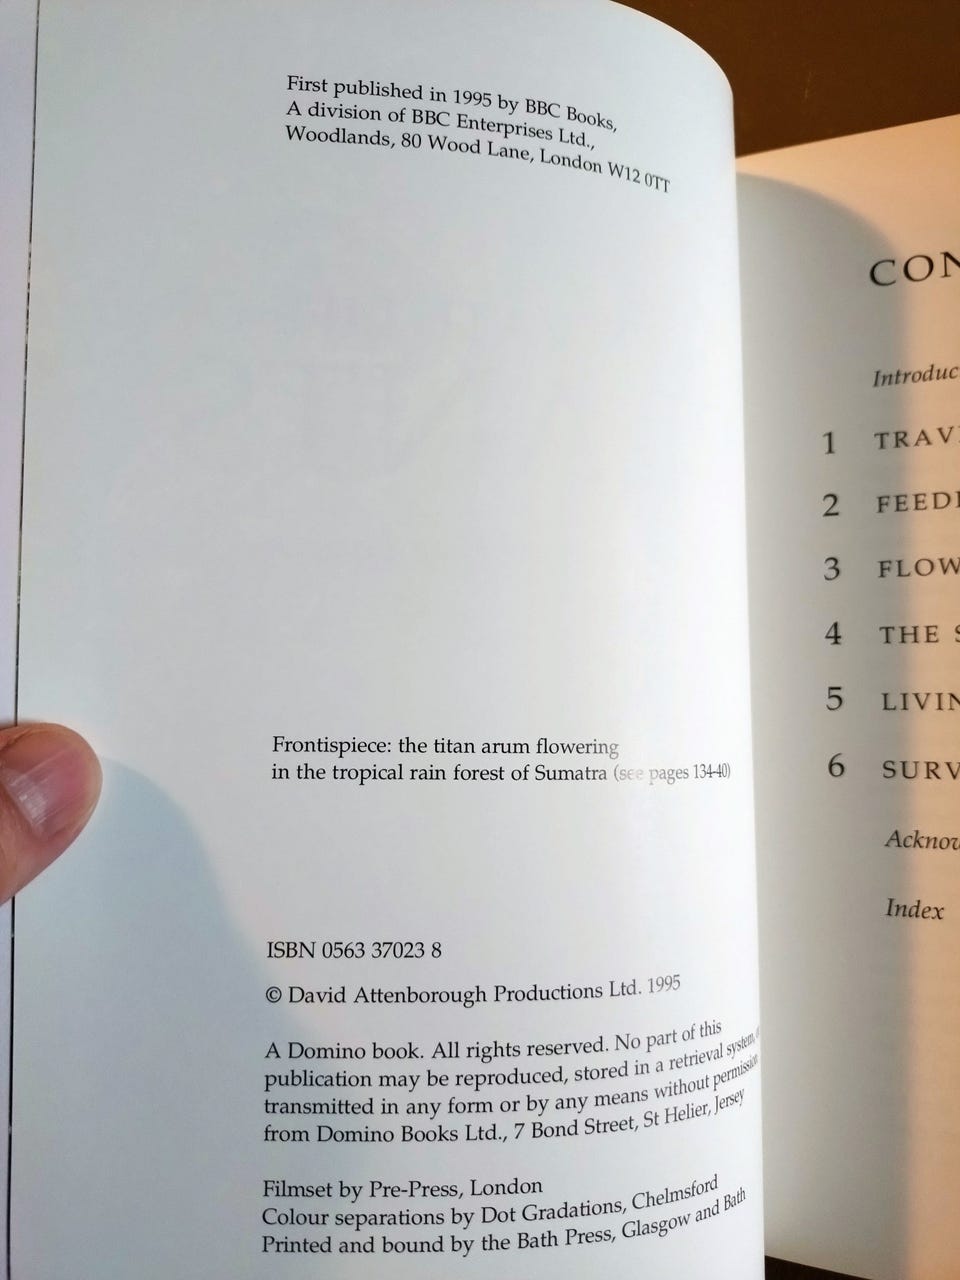 First published in 1995 by BBC Books,
A division of BBC Enterprises Ltd.,
Woodlands, 80 Wood Lane, London W12 0TT
Frontispiece: the titan arum flowering
in the tropical rain forest of Sumatra (see pages 134-40)
ISBN 0563 37023 8
© David Attenborough Productions Ltd. 1995
A Domino book. All rights reserved. No part of this
publication may be reproduced, stored in a retrieval system,
transmitted in any form or by any means without permission
from Domino Books Ltd., 7 Bond Street, St Helier, Jersey
Filmset by Pre-Press, London
Colour separations by Dot Gradations, Chelmsford
Printed and bound by the Bath Press, Glasgow and Bath
CON
Introduc
1 TRAV
2 FEED
3 FLOW
4 THE S
5 LIVIN
6 SURV
Acknow
Index